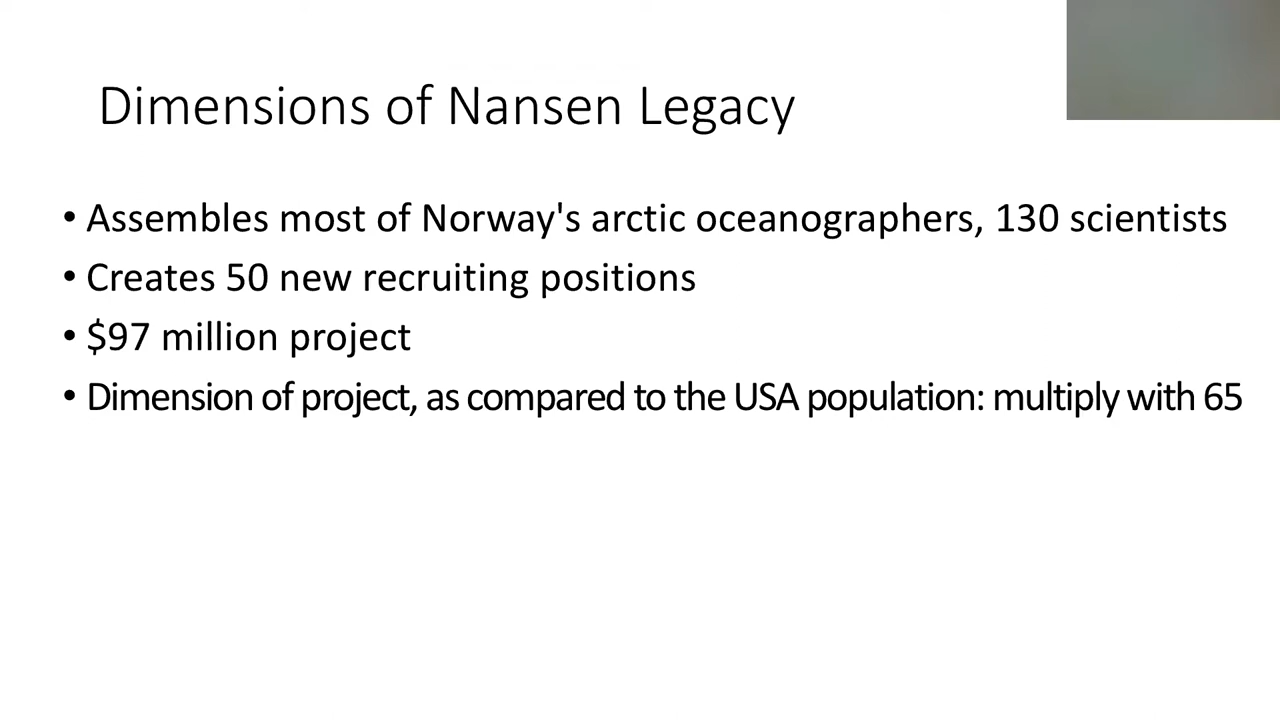 Dimensions of Nansen Legacy
• Assembles most of Norway's arctic oceanographers, 130 scientists
• Creates 50 new recruiting positions
• $97 million project
• Dimension of project, as compared to the USA population: multiply with 65